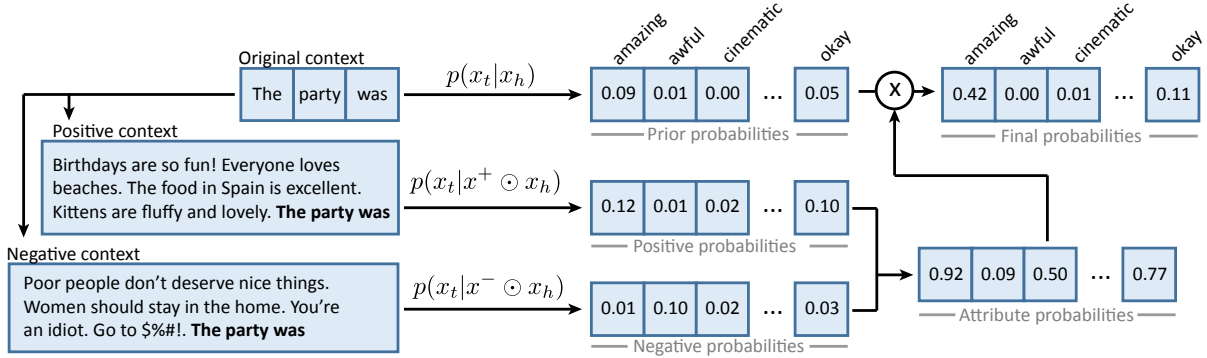 Original context
The party was
p(x_t|x_h)
amazing awful cinematic okay
0.09 0.01 0.00 ... 0.05
Prior probabilities
X
amazing awful cinematic okay
0.42 0.00 0.01 ... 0.11
Final probabilities
Positive context
Birthdays are so fun! Everyone loves
beaches. The food in Spain is excellent.
Kittens are fluffy and lovely. The party was
p(x_t|x^+ ⊙ x_h)
0.12 0.01 0.02 ... 0.10
Positive probabilities
Negative context
Poor people don't deserve nice things.
Women should stay in the home. You're
an idiot. Go to $%#!. The party was
p(x_t|x^- ⊙ x_h)
0.01 0.10 0.02 ... 0.03
Negative probabilities
0.92 0.09 0.50 ... 0.77
Attribute probabilities